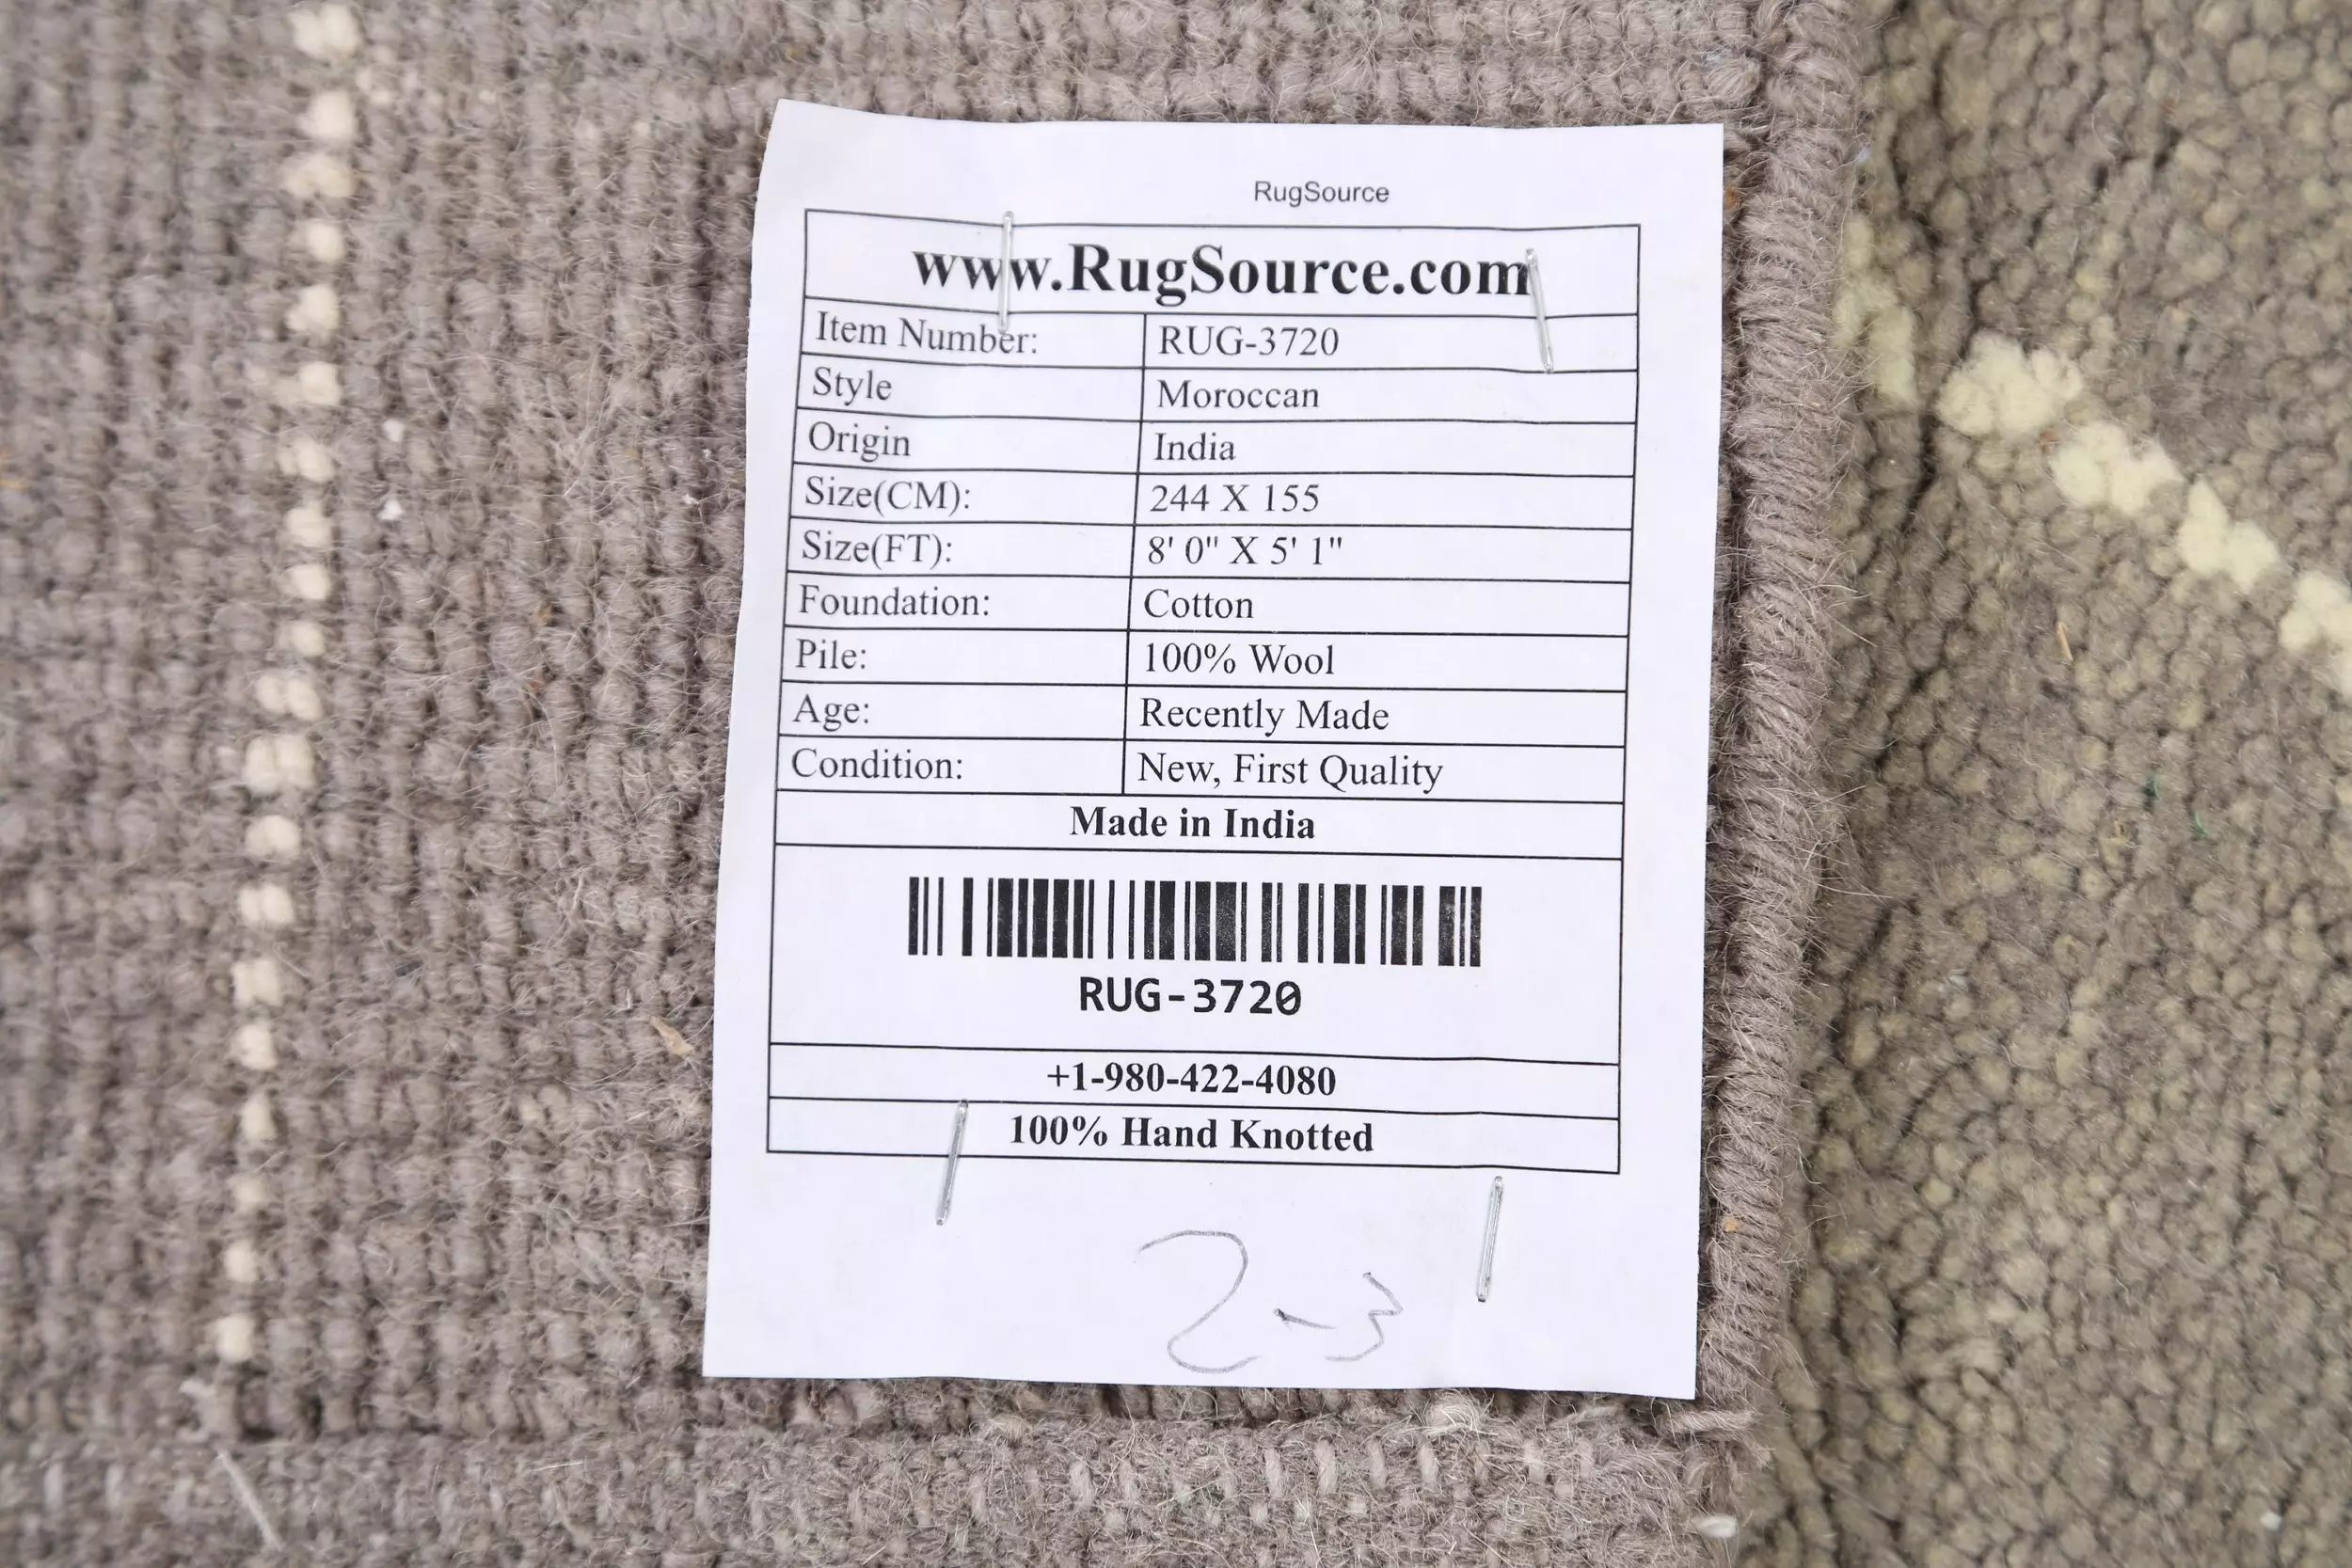 RugSource
www.RugSource.com
Item Number: RUG-3720
Style Moroccan
Origin India
Size(CM): 244 X 155
Size(FT): 8' 0" X 5' 1"
Foundation: Cotton
Pile: 100% Wool
Age: Recently Made
Condition: New, First Quality
Made in India
RUG-3720
+1-980-422-4080
100% Hand Knotted
2-3